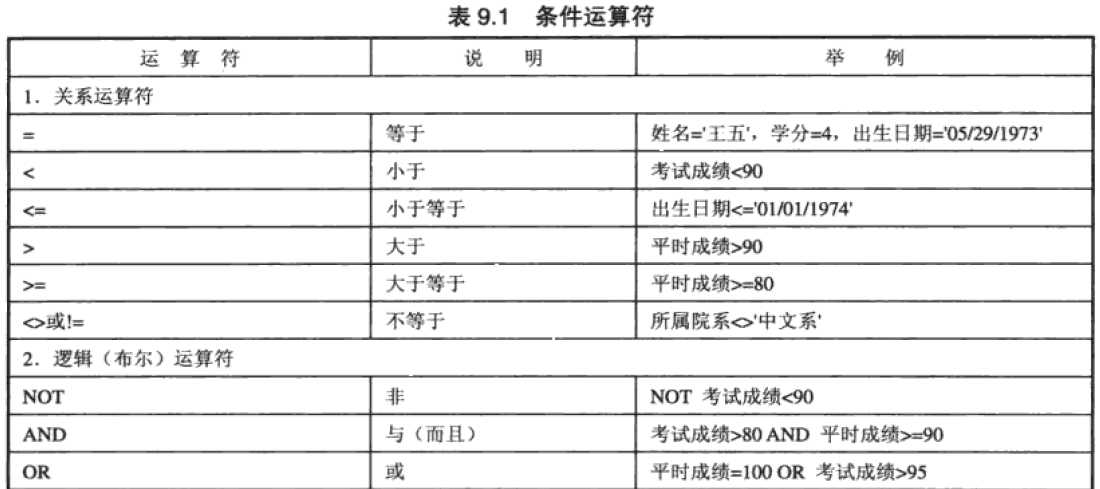 表 9.1 条件运算符
运 算 符 说 明 举 例
1．关系运算符
= 等于 姓名='王五'，学分=4，出生日期='05/29/1973'
< 小于 考试成绩<90
<= 小于等于 出生日期<='01/01/1974'
> 大于 平时成绩>90
>= 大于等于 平时成绩>=80
<>或!= 不等于 所属院系<>'中文系'
2．逻辑（布尔）运算符
NOT 非 NOT 考试成绩<90
AND 与（而且） 考试成绩>80 AND 平时成绩>=90
OR 或 平时成绩=100 OR 考试成绩>95